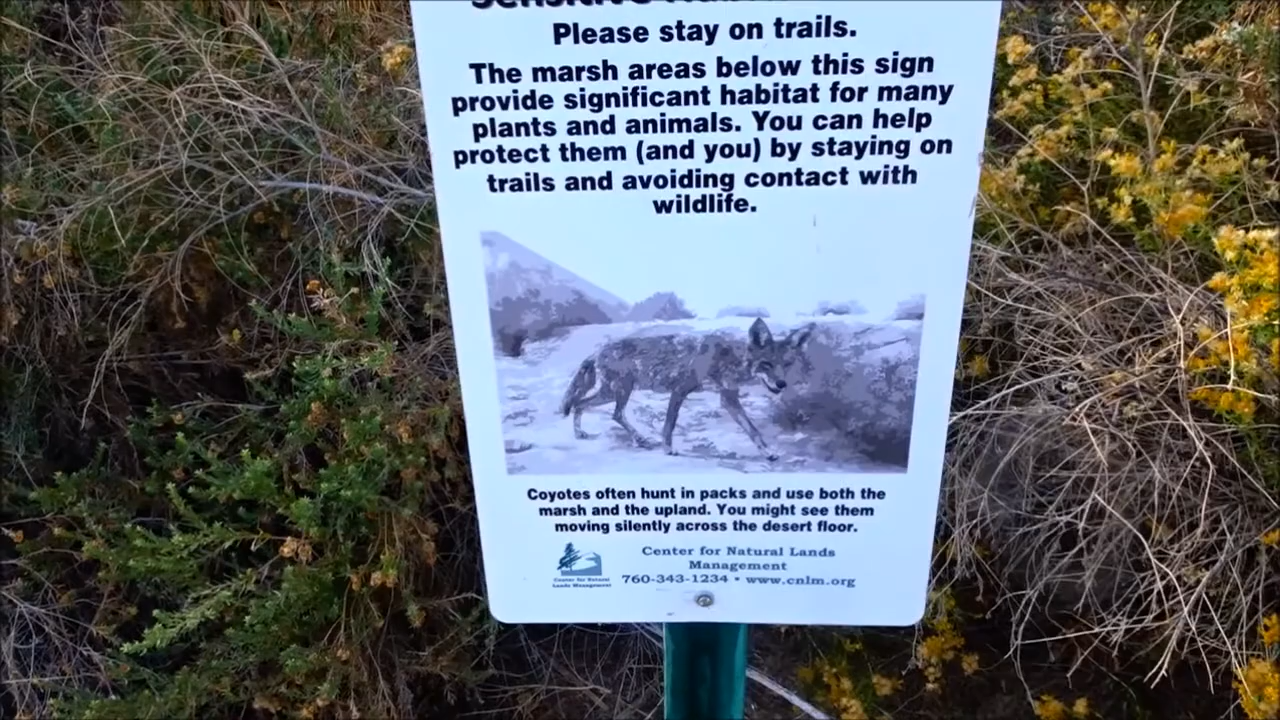 Sensitive
Please stay on trails.
The marsh areas below this sign
provide significant habitat for many
plants and animals. You can help
protect them (and you) by staying on
trails and avoiding contact with
wildlife.
Coyotes often hunt in packs and use both the
marsh and the upland. You might see them
moving silently across the desert floor.
Center for Natural
Lands Management
Center for Natural Lands
Management
760-343-1234 • www.cnlm.org